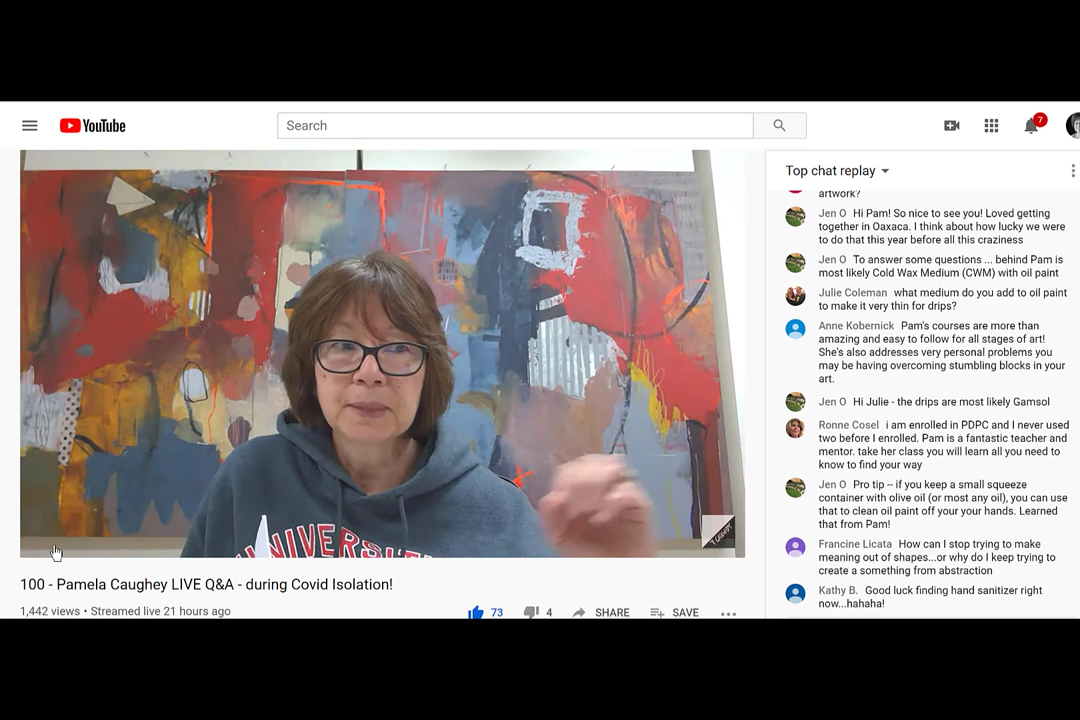 YouTube
Search
7
Top chat replay
artwork?
Jen O Hi Pam! So nice to see you! Loved getting
together in Oaxaca. I think about how lucky we were
to do that this year before all this craziness
Jen O To answer some questions ... behind Pam is
most likely Cold Wax Medium (CWM) with oil paint
Julie Coleman what medium do you add to oil paint
to make it very thin for drips?
Anne Kobernick Pam's courses are more than
amazing and easy to follow for all stages of art!
She's also addresses very personal problems you
may be having overcoming stumbling blocks in your
art.
Jen O Hi Julie - the drips are most likely Gamsol
Ronne Cosel i am enrolled in PDPC and I never used
two before I enrolled. Pam is a fantastic teacher and
mentor. take her class you will learn all you need to
know to find your way
Jen O Pro tip – if you keep a small squeeze
container with olive oil (or most any oil), you can use
that to clean oil paint off your your hands. Learned
that from Pam!
Francine Licata How can I stop trying to make
meaning out of shapes...or why do I keep trying to
create a something from abstraction
Kathy B. Good luck finding hand sanitizer right
now...hahaha!
UNIVERSIT
100 - Pamela Caughey LIVE Q&A - during Covid Isolation!
1,442 views • Streamed live 21 hours ago
73
4
SHARE
SAVE